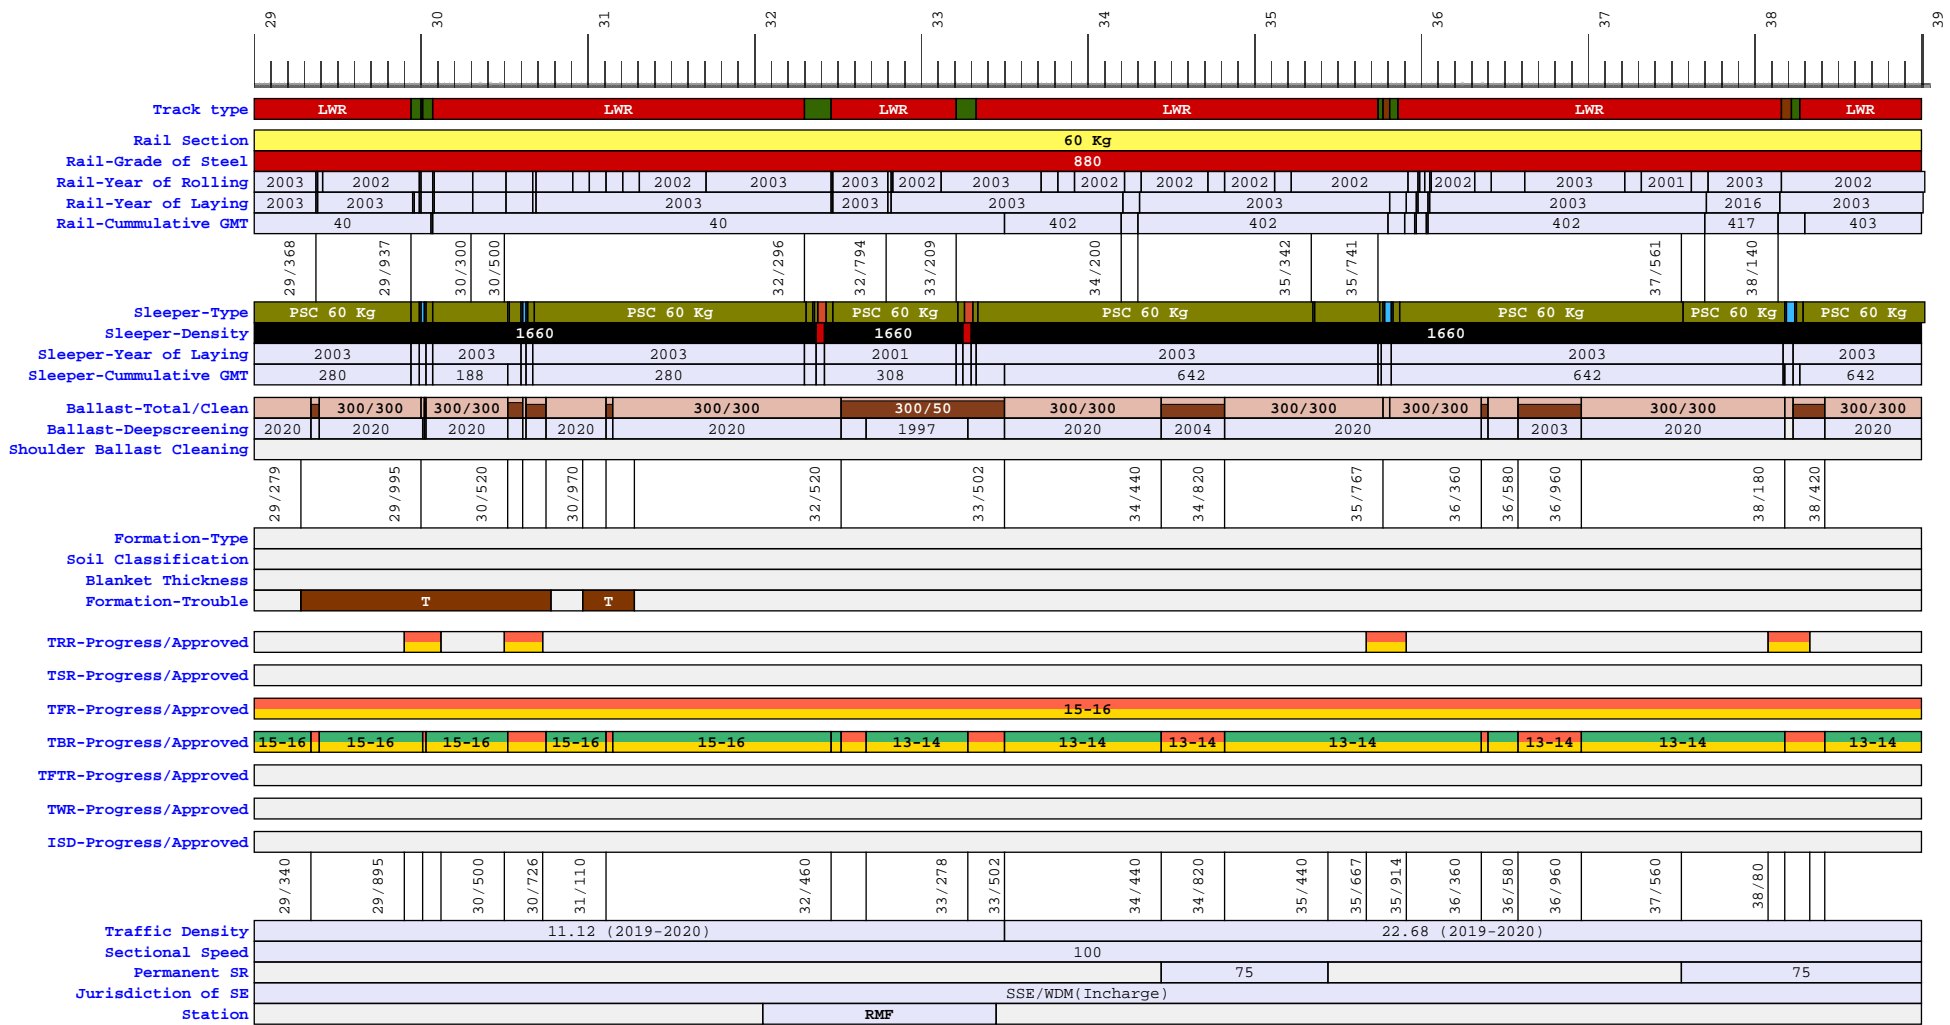 29 30 31 32 33 34 35 36 37 38 39
Track type LWR LWR LWR LWR LWR LWR
Rail Section 60 Kg
Rail-Grade of Steel 880
Rail-Year of Rolling 2003 2002 2002 2003 2003 2002 2003 2002 2002 2002 2002 2002 2003 2001 2003 2002
Rail-Year of Laying 2003 2003 2003 2003 2003 2003 2003 2016 2003
Rail-Cummulative GMT 40 40 402 402 402 417 403
29/368 29/937 30/300 30/500 32/296 32/794 33/209 34/200 35/342 35/741 37/561 38/140
Sleeper-Type PSC 60 Kg PSC 60 Kg PSC 60 Kg PSC 60 Kg PSC 60 Kg PSC 60 Kg PSC 60 Kg
Sleeper-Density 1660 1660 1660
Sleeper-Year of Laying 2003 2003 2003 2001 2003 2003 2003
Sleeper-Cummulative GMT 280 188 280 308 642 642 642
Ballast-Total/Clean 300/300 300/300 300/300 300/50 300/300 300/300 300/300 300/300 300/300
Ballast-Deepscreening 2020 2020 2020 2020 2020 1997 2020 2004 2020 2003 2020 2020
Shoulder Ballast Cleaning
29/279 29/995 30/520 30/970 32/520 33/502 34/440 34/820 35/767 36/360 36/580 36/960 38/180 38/420
Formation-Type
Soil Classification
Blanket Thickness
Formation-Trouble T T
TRR-Progress/Approved
TSR-Progress/Approved
TFR-Progress/Approved 15-16
TBR-Progress/Approved 15-16 15-16 15-16 15-16 15-16 13-14 13-14 13-14 13-14 13-14 13-14 13-14
TFTR-Progress/Approved
TWR-Progress/Approved
ISD-Progress/Approved
29/340 29/895 30/500 30/726 31/110 32/460 33/278 33/502 34/440 34/820 35/440 35/667 35/914 36/360 36/580 36/960 37/560 38/80
Traffic Density 11.12 (2019-2020) 22.68 (2019-2020)
Sectional Speed 100
Permanent SR 75 75
Jurisdiction of SE SSE/WDM(Incharge)
Station RMF